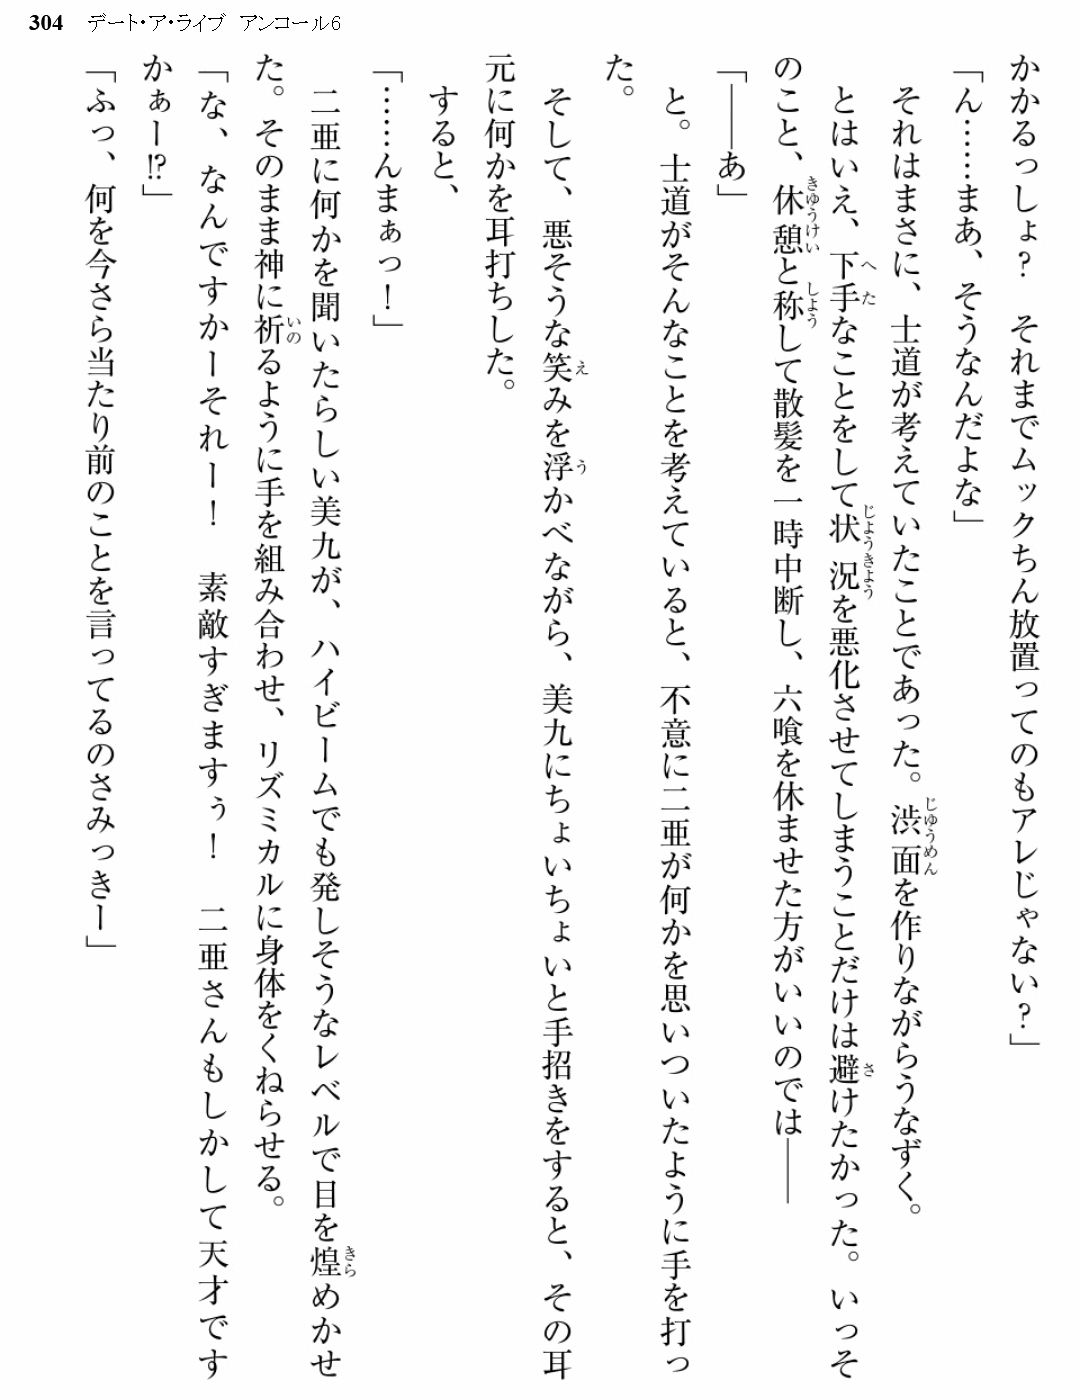 304 デート・ア・ライブ アンコール6
かかるっしょ？　それまでムックちん放置ってのもアレじゃない？」
「ん……まあ、そうなんだよな」
それはまさに、士道が考えていたことであった。渋面を作りながらうなずく。
とはいえ、下手なことをして状況を悪化させてしまうことだけは避けたかった。いっそ
のこと、休憩と称して散髪を一時中断し、六喰を休ませた方がいいのでは――
「――あ」
と。士道がそんなことを考えていると、不意に二亜が何かを思いついたように手を打っ
た。
そして、悪そうな笑みを浮かべながら、美九にちょいちょいと手招きをすると、その耳
元に何かを耳打ちした。
すると、
「……んまぁっ！」
二亜に何かを聞いたらしい美九が、ハイビームでも発しそうなレベルで目を煌めかせ
た。そのまま神に祈るように手を組み合わせ、リズミカルに身体をくねらせる。
「な、なんですかーそれー！　素敵すぎますぅ！　二亜さんもしかして天才です
かぁー!?」
「ふっ、何を今さら当たり前のことを言ってるのさみっきー」